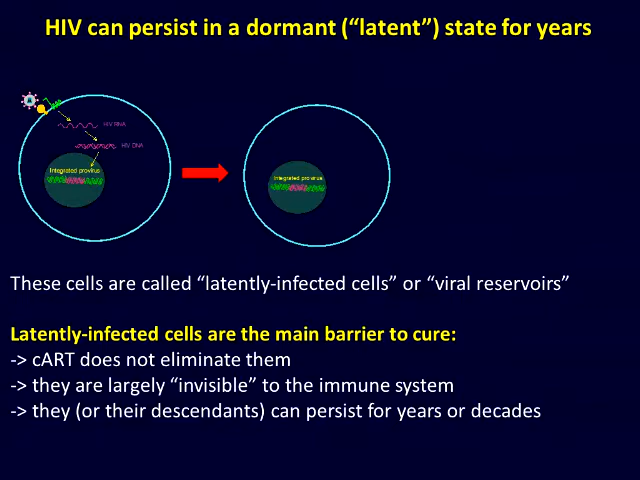 HIV can persist in a dormant (“latent”) state for years
HIV RNA
HIV DNA
Integrated provirus
Integrated provirus
These cells are called “latently-infected cells” or “viral reservoirs”
Latently-infected cells are the main barrier to cure:
-> cART does not eliminate them
-> they are largely “invisible” to the immune system
-> they (or their descendants) can persist for years or decades